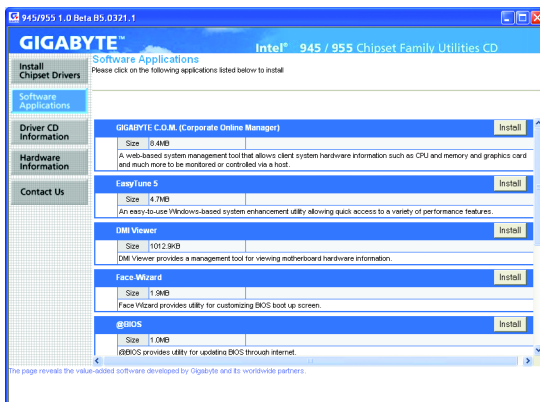 945/955 1.0 Beta B5.0321.1
GIGABYTE™
Intel® 945 / 955 Chipset Family Utilities CD
Install
Chipset Drivers
Software
Applications
Driver CD
Information
Hardware
Information
Contact Us
Software Applications
Please click on the following applications listed below to install
GIGABYTE C.O.M. (Corporate Online Manager)
Install
Size 8.4MB
A web-based system management tool that allows client system hardware information such as CPU and memory and graphics card
and much more to be monitored or controlled via a host.
EasyTune 5
Install
Size 4.7MB
An easy-to-use Windows-based system enhancement utility allowing quick access to a variety of performance features.
DMI Viewer
Install
Size 1012.9KB
DMI Viewer provides a management tool for viewing motherboard hardware information.
Face-Wizard
Install
Size 1.9MB
Face Wizard provides utility for customizing BIOS boot up screen.
@BIOS
Install
Size 1.0MB
@BIOS provides utility for updating BIOS through internet.
The page reveals the value-added software developed by Gigabyte and its worldwide partners.